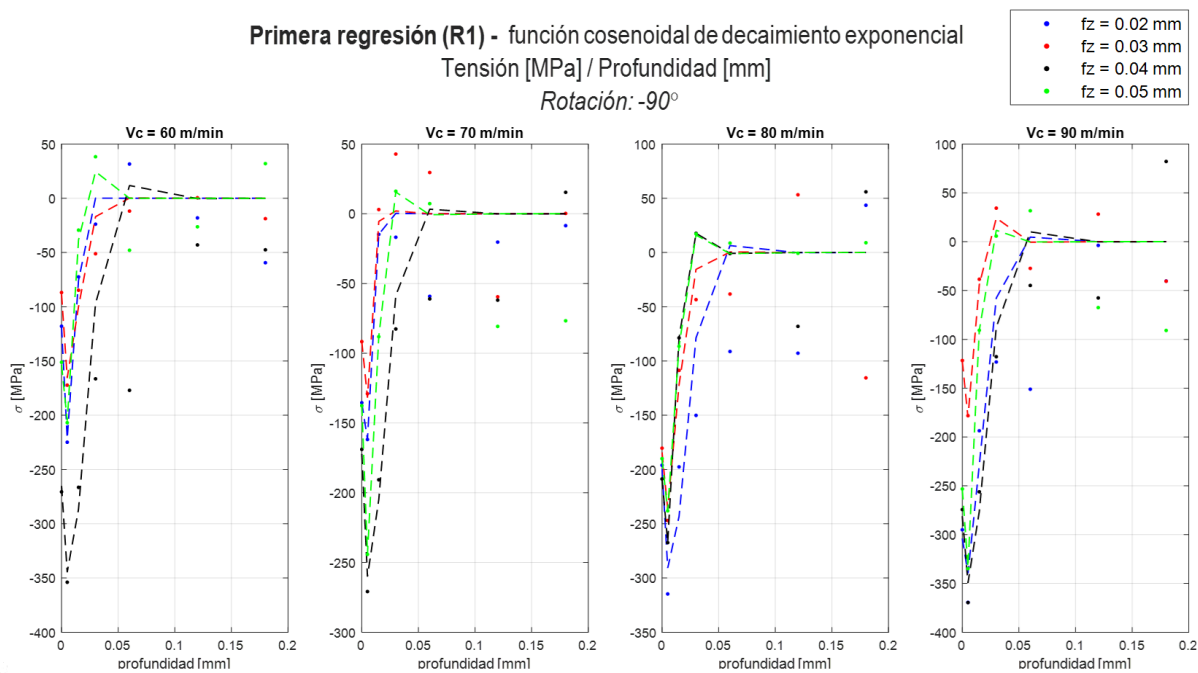 Primera regresión (R1) - función cosenoidal de decaimiento exponencial
Tensión [MPa] / Profundidad [mm]
Rotación: -90º
fz = 0.02 mm
fz = 0.03 mm
fz = 0.04 mm
fz = 0.05 mm
Vc = 60 m/min
50
0
-50
-100
-150
-200
-250
-300
-350
-400
σ [MPa]
0 0.05 0.1 0.15 0.2
profundidad [mm]
Vc = 70 m/min
50
0
-50
-100
-150
-200
-250
-300
σ [MPa]
0 0.05 0.1 0.15 0.2
profundidad [mm]
Vc = 80 m/min
100
50
0
-50
-100
-150
-200
-250
-300
-350
σ [MPa]
0 0.05 0.1 0.15 0.2
profundidad [mm]
Vc = 90 m/min
100
50
0
-50
-100
-150
-200
-250
-300
-350
-400
σ [MPa]
0 0.05 0.1 0.15 0.2
profundidad [mm]